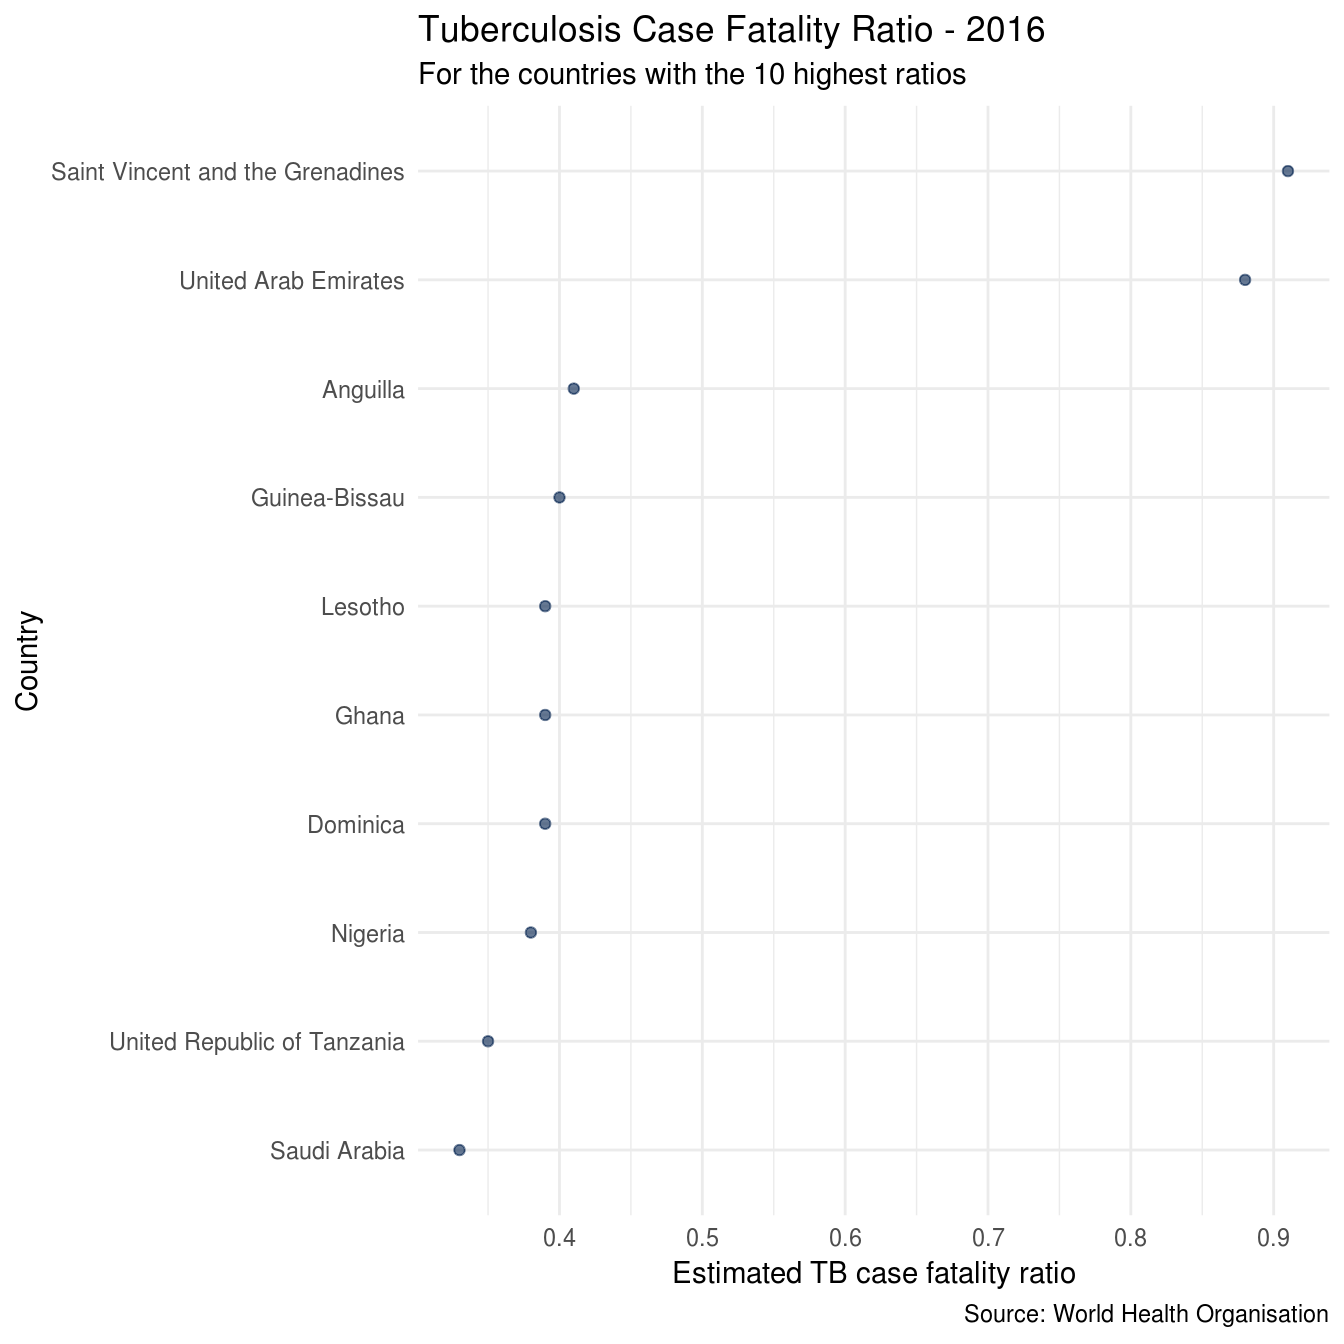 Tuberculosis Case Fatality Ratio - 2016
For the countries with the 10 highest ratios
Saint Vincent and the Grenadines
United Arab Emirates
Anguilla
Guinea-Bissau
Lesotho
Ghana
Dominica
Nigeria
United Republic of Tanzania
Saudi Arabia
Country
0.4 0.5 0.6 0.7 0.8 0.9
Estimated TB case fatality ratio
Source: World Health Organisation